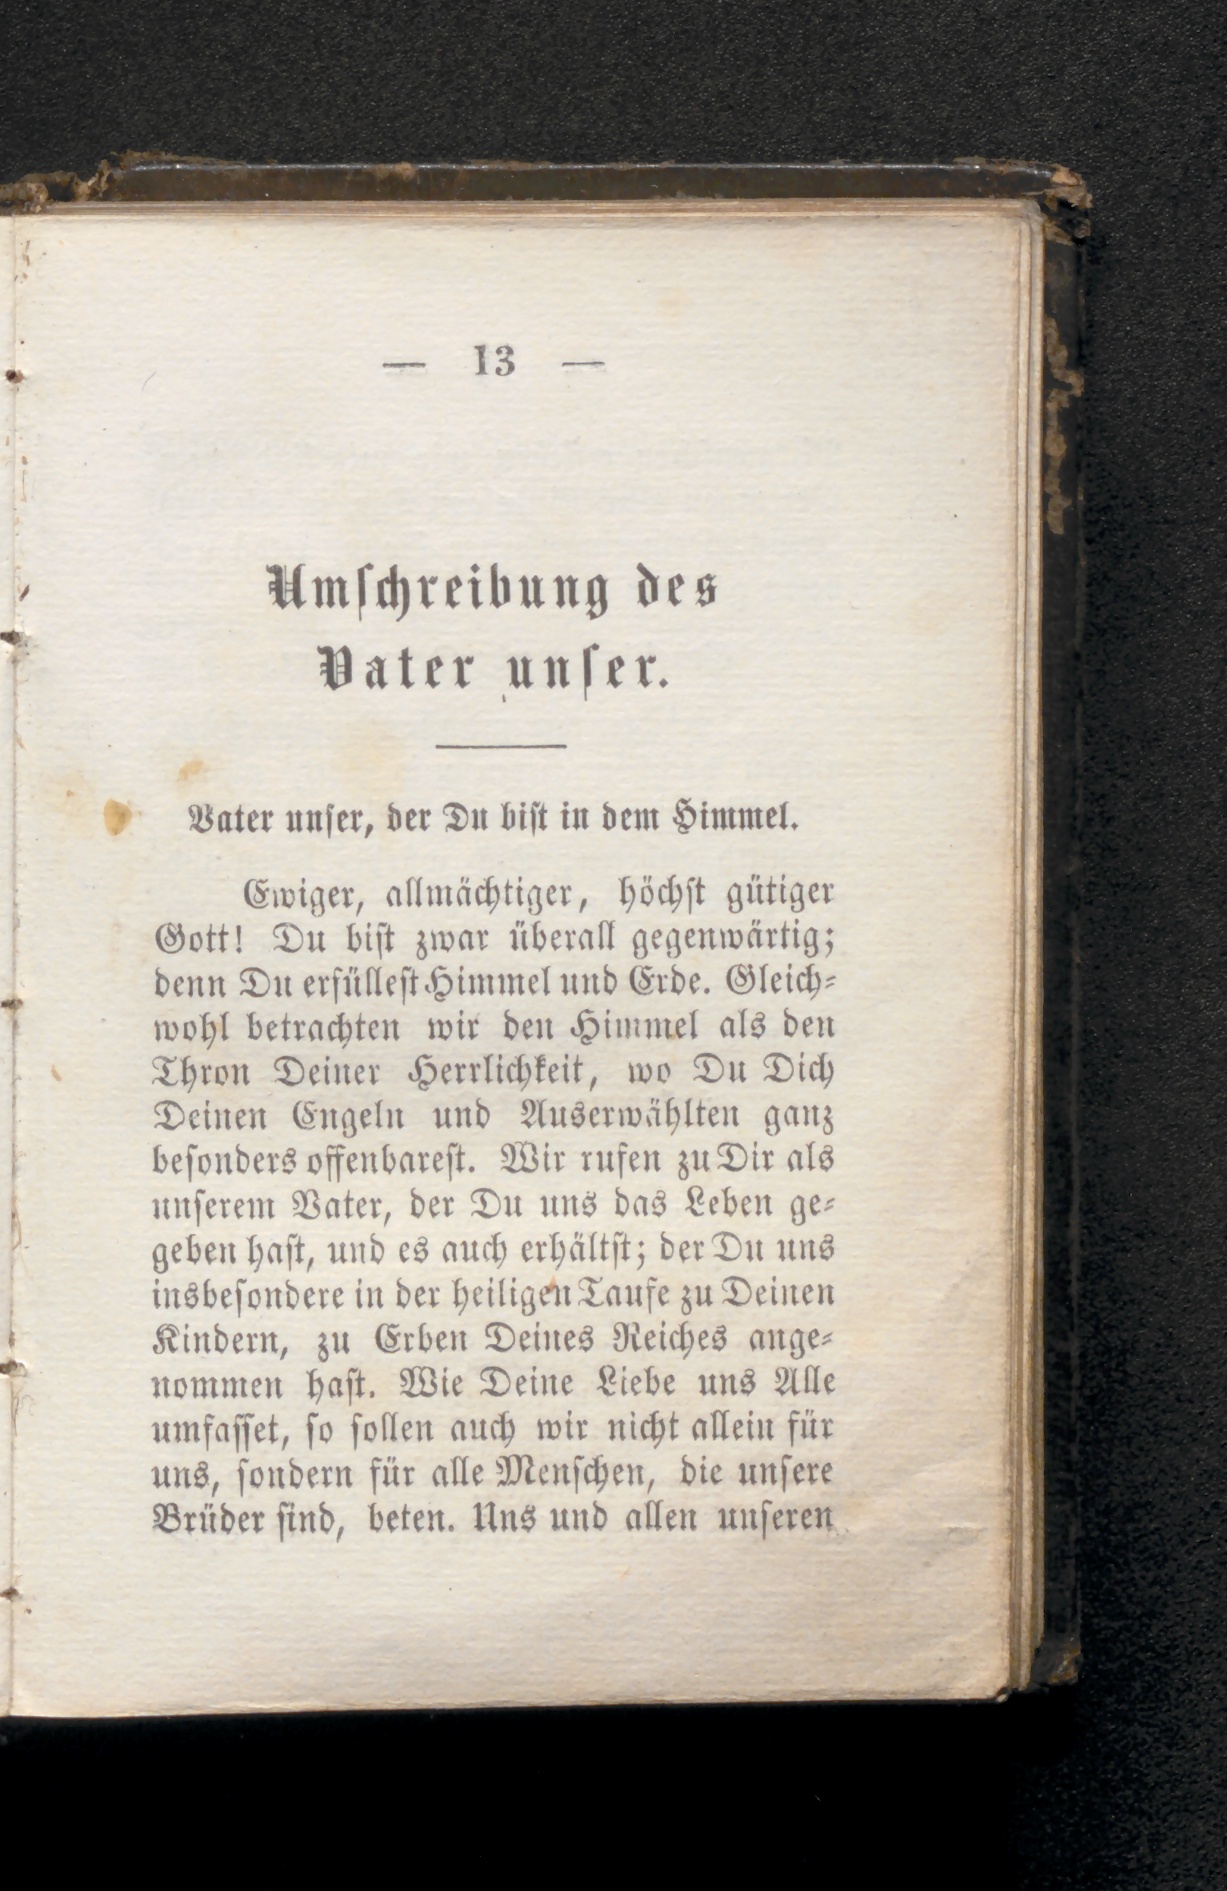 — 13 —
Umſchreibung des
Vater unſer.
Vater unſer, der Du biſt in dem Himmel.
Ewiger, allmächtiger, höchſt gütiger
Gott! Du biſt zwar überall gegenwärtig;
denn Du erfülleſt Himmel und Erde. Gleich-
wohl betrachten wir den Himmel als den
Thron Deiner Herrlichkeit, wo Du Dich
Deinen Engeln und Auserwählten ganz
beſonders offenbareſt. Wir rufen zu Dir als
unſerem Vater, der Du uns das Leben ge-
geben haſt, und es auch erhältſt; der Du uns
insbeſondere in der heiligen Taufe zu Deinen
Kindern, zu Erben Deines Reiches ange-
nommen haſt. Wie Deine Liebe uns Alle
umfaſſet, ſo ſollen auch wir nicht allein für
uns, ſondern für alle Menſchen, die unſere
Brüder ſind, beten. Uns und allen unſeren